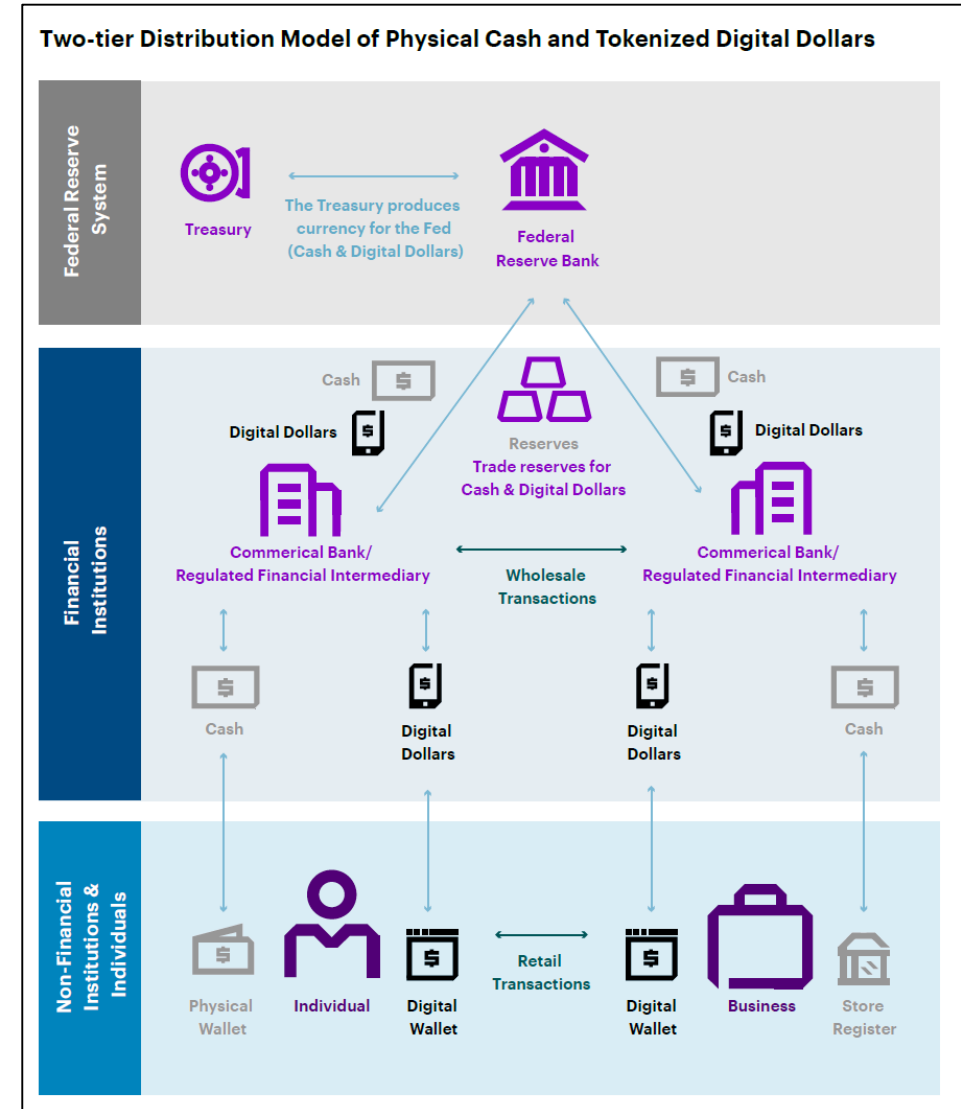 Two-tier Distribution Model of Physical Cash and Tokenized Digital Dollars
Federal Reserve
System
Treasury
The Treasury produces
currency for the Fed
(Cash & Digital Dollars)
Federal
Reserve Bank
Financial
Institutions
Cash
$
Digital Dollars
$
Reserves
Trade reserves for
Cash & Digital Dollars
$
Cash
$
Digital Dollars
Commerical Bank/
Regulated Financial Intermediary
Wholesale
Transactions
Commerical Bank/
Regulated Financial Intermediary
$
Cash
$
Digital
Dollars
$
Digital
Dollars
$
Cash
Non-Financial
Institutions &
Individuals
$
Physical
Wallet
Individual
$
Digital
Wallet
Retail
Transactions
$
Digital
Wallet
Business
Store
Register